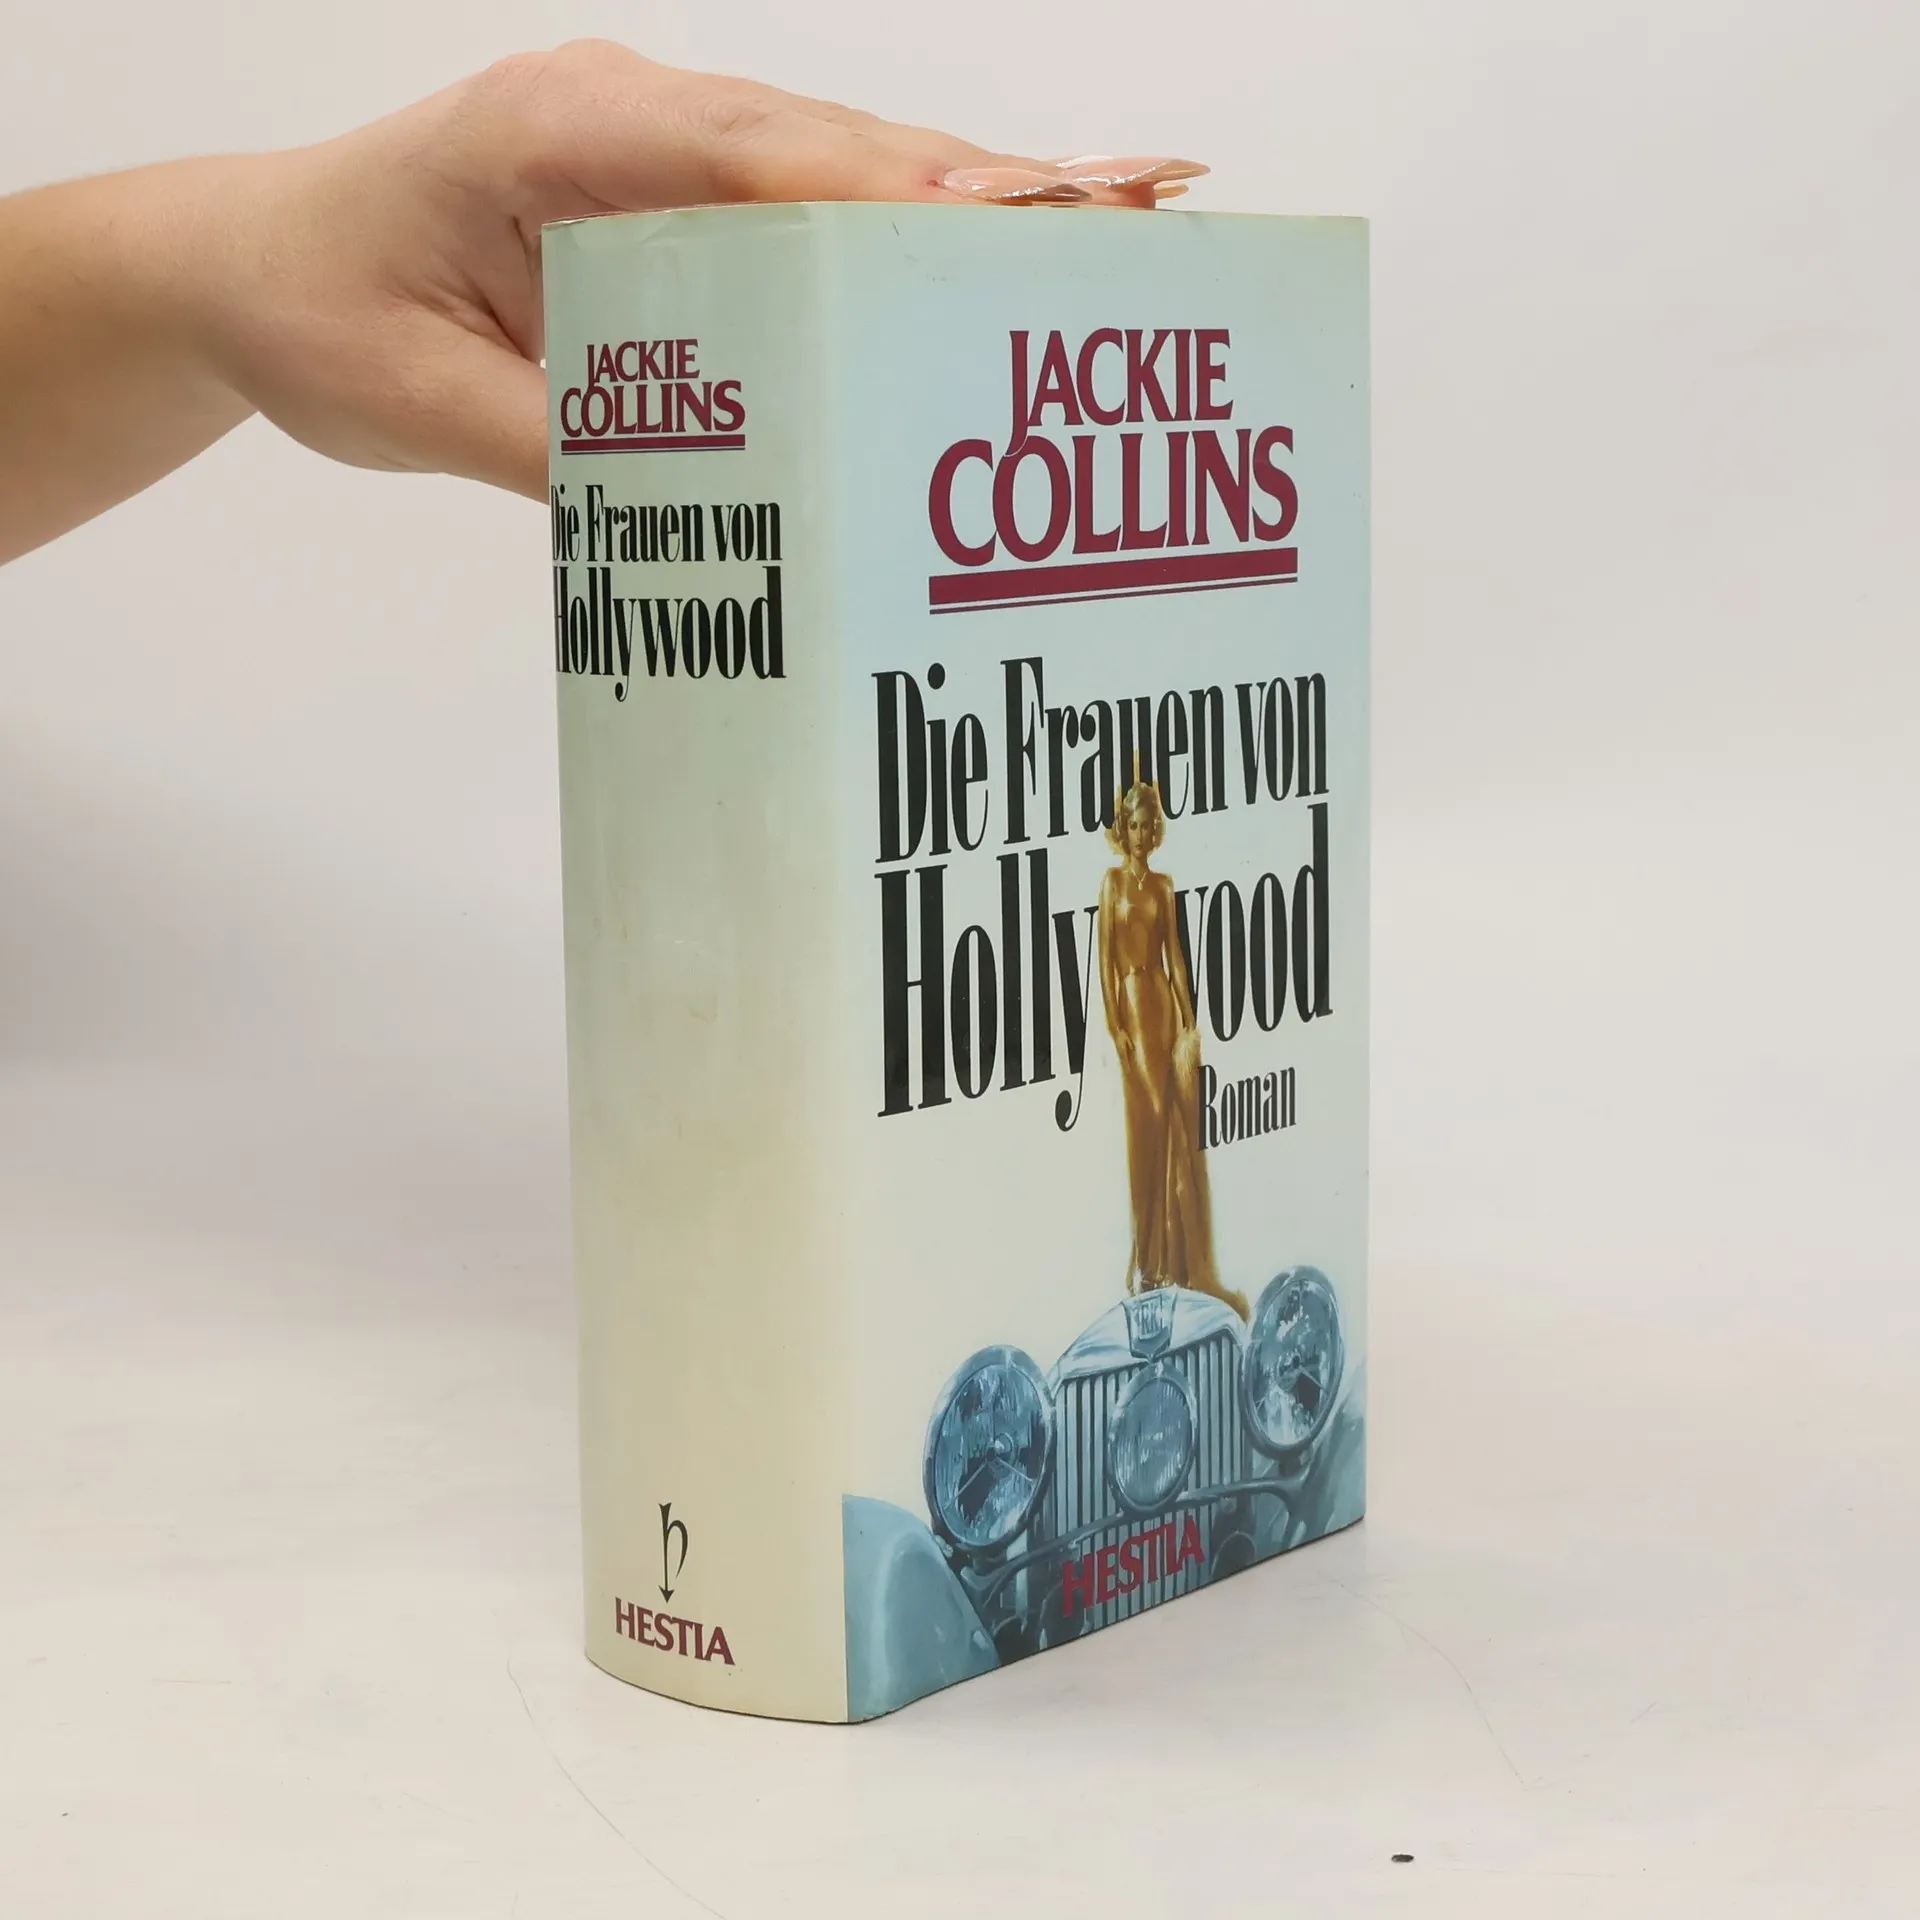 JACKIE
COLLINS
Die Frauen von
Hollywood
h
HESTIA
JACKIE
COLLINS
Die Frauen von
Hollywood
Roman
HESTIA